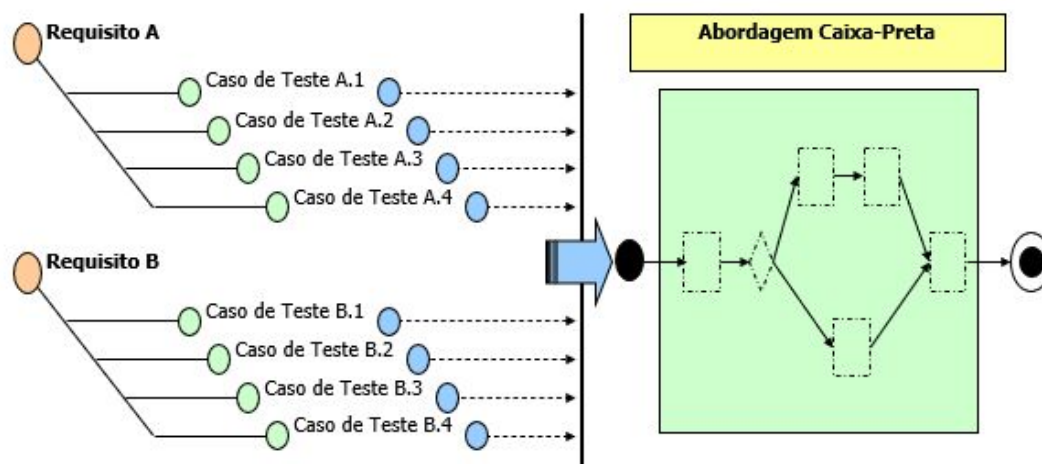 Requisito A
Caso de Teste A.1
Caso de Teste A.2
Caso de Teste A.3
Caso de Teste A.4
Requisito B
Caso de Teste B.1
Caso de Teste B.2
Caso de Teste B.3
Caso de Teste B.4
Abordagem Caixa-Preta